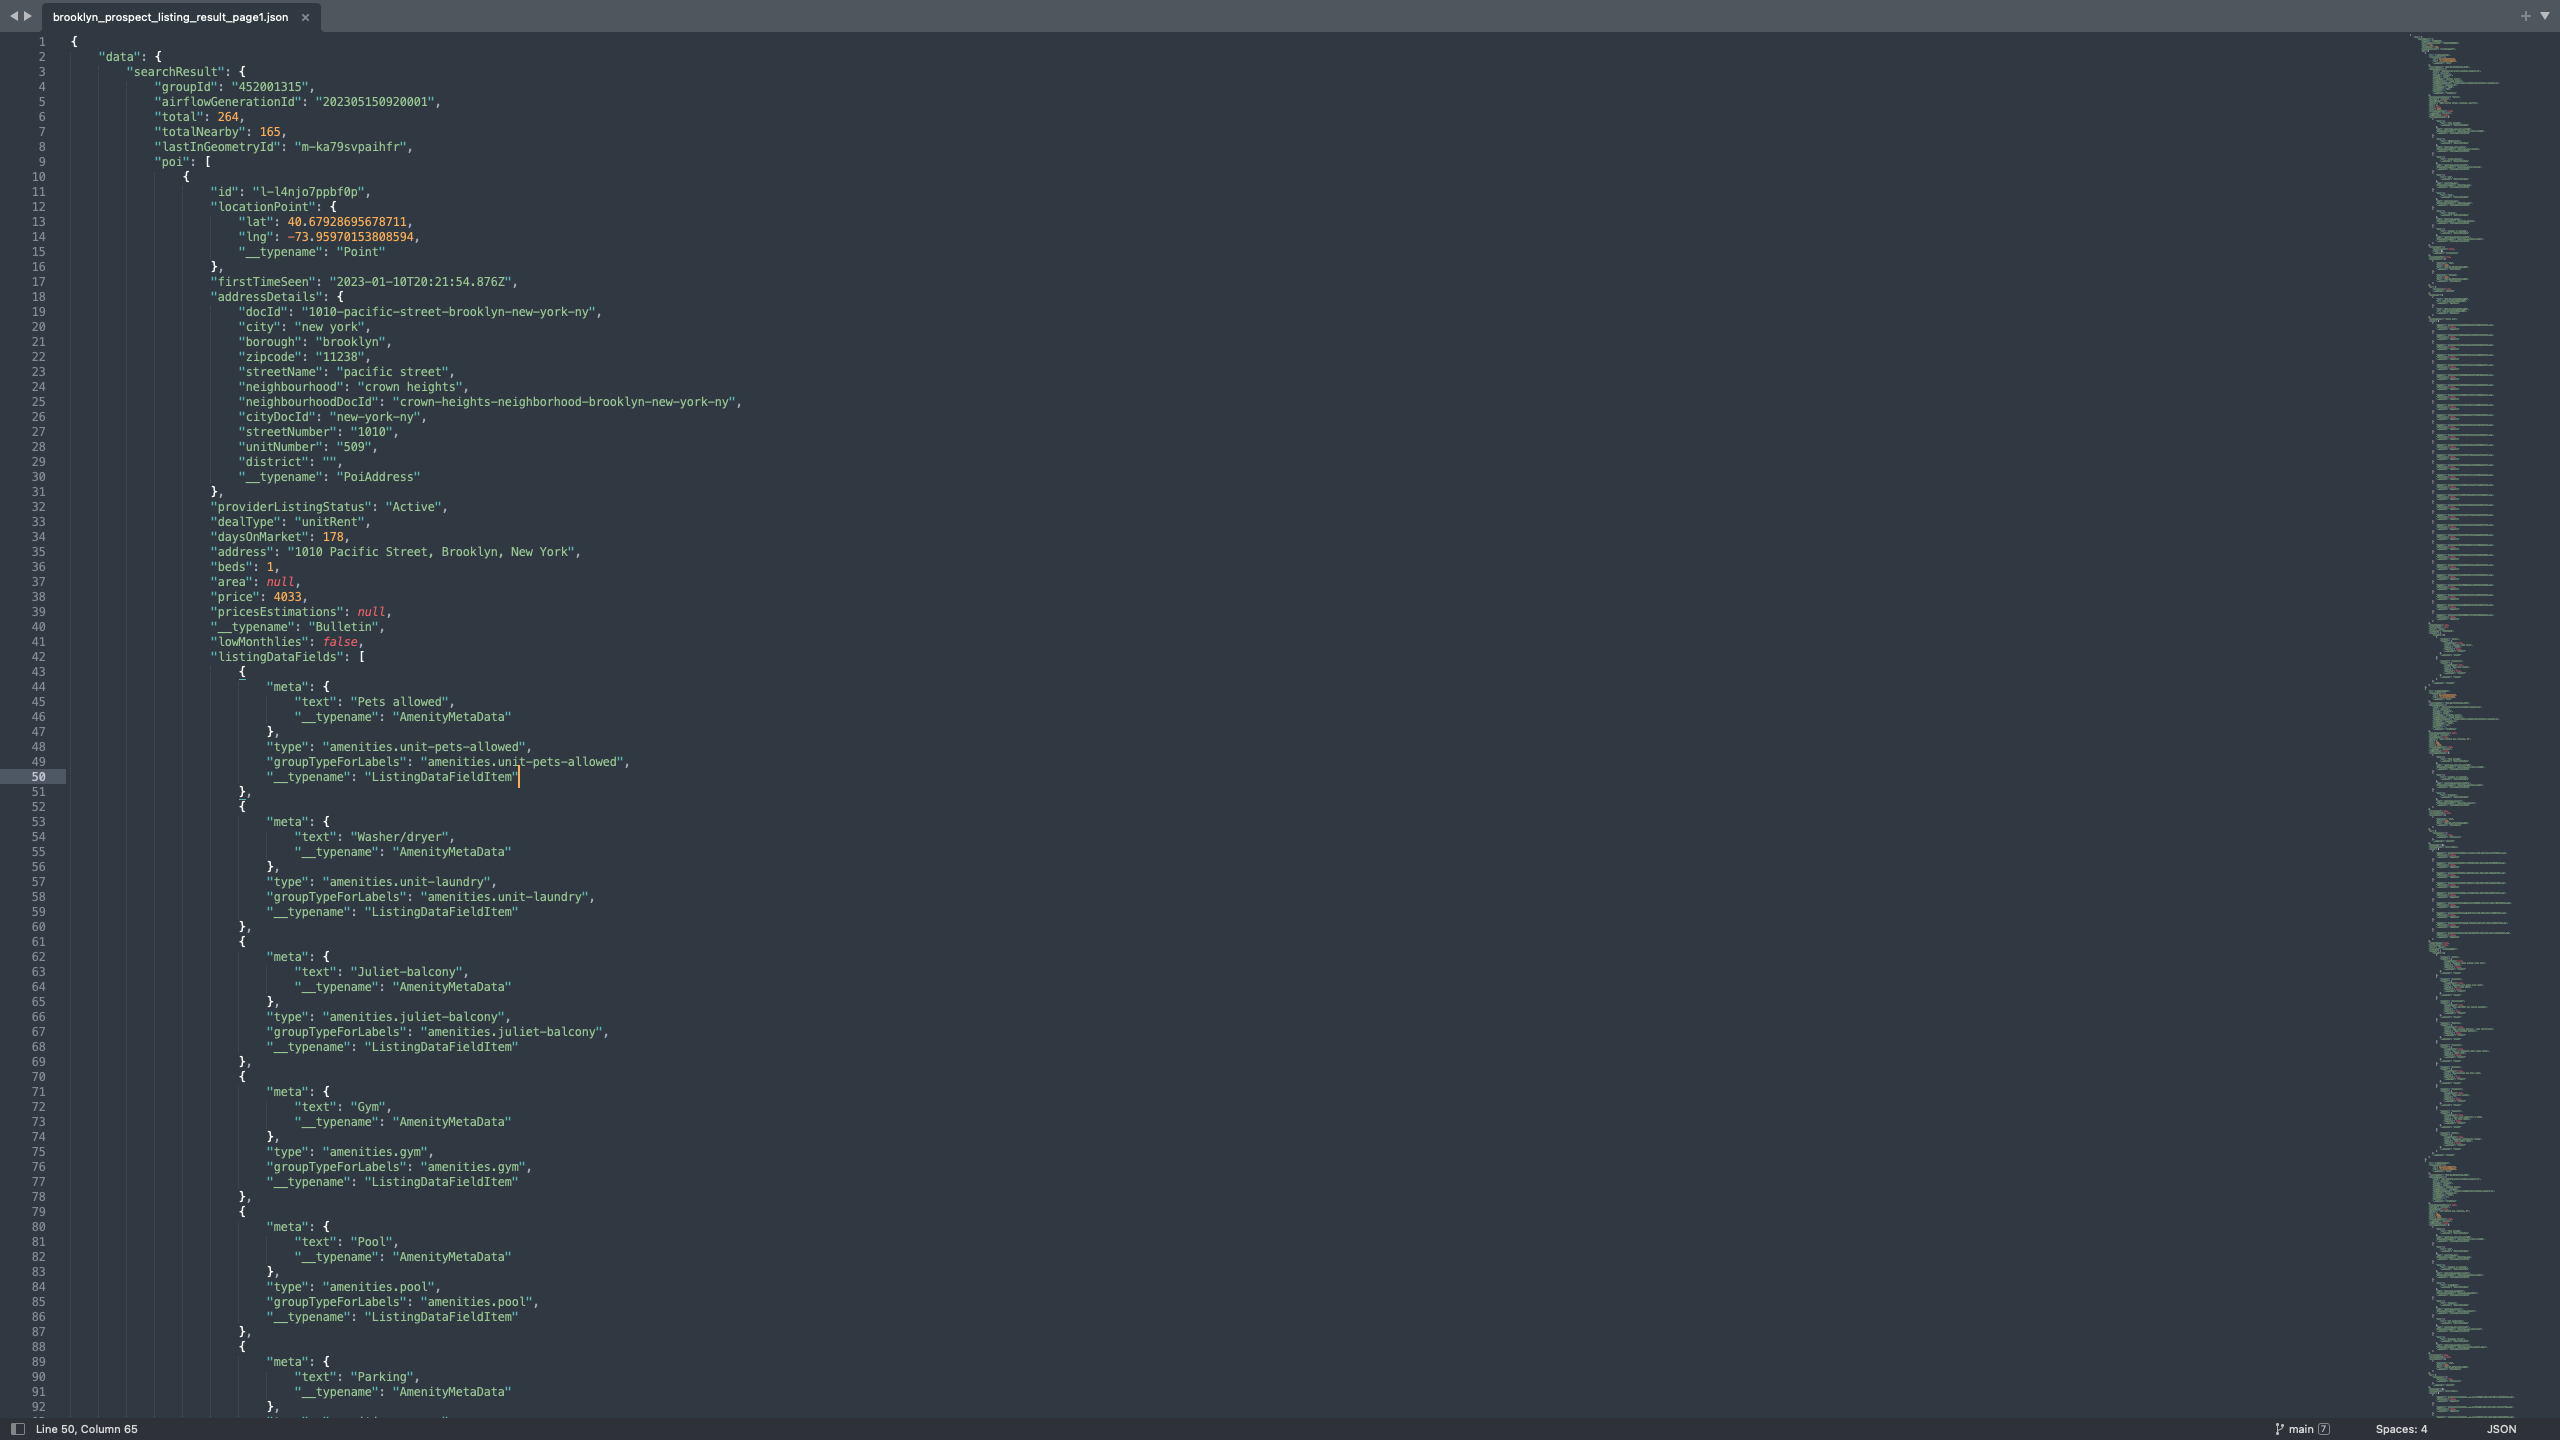 brooklyn_prospect_listing_result_page1.json
1 {
2 "data": {
3 "searchResult": {
4 "groupId": "452001315",
5 "airflowGenerationId": "202305150920001",
6 "total": 264,
7 "totalNearby": 165,
8 "lastInGeometryId": "m-ka79svpaihfr",
9 "poi": [
10 {
11 "id": "l-l4njo7ppbf0p",
12 "locationPoint": {
13 "lat": 40.67928695678711,
14 "lng": -73.95970153808594,
15 "__typename": "Point"
16 },
17 "firstTimeSeen": "2023-01-10T20:21:54.876Z",
18 "addressDetails": {
19 "docId": "1010-pacific-street-brooklyn-new-york-ny",
20 "city": "new york",
21 "borough": "brooklyn",
22 "zipcode": "11238",
23 "streetName": "pacific street",
24 "neighbourhood": "crown heights",
25 "neighbourhoodDocId": "crown-heights-neighborhood-brooklyn-new-york-ny",
26 "cityDocId": "new-york-ny",
27 "streetNumber": "1010",
28 "unitNumber": "509",
29 "district": "",
30 "__typename": "PoiAddress"
31 },
32 "providerListingStatus": "Active",
33 "dealType": "unitRent",
34 "daysOnMarket": 178,
35 "address": "1010 Pacific Street, Brooklyn, New York",
36 "beds": 1,
37 "area": null,
38 "price": 4033,
39 "pricesEstimations": null,
40 "__typename": "Bulletin",
41 "lowMonthlies": false,
42 "listingDataFields": [
43 {
44 "meta": {
45 "text": "Pets allowed",
46 "__typename": "AmenityMetaData"
47 },
48 "type": "amenities.unit-pets-allowed",
49 "groupTypeForLabels": "amenities.unit-pets-allowed",
50 "__typename": "ListingDataFieldItem"
51 },
52 {
53 "meta": {
54 "text": "Washer/dryer",
55 "__typename": "AmenityMetaData"
56 },
57 "type": "amenities.unit-laundry",
58 "groupTypeForLabels": "amenities.unit-laundry",
59 "__typename": "ListingDataFieldItem"
60 },
61 {
62 "meta": {
63 "text": "Juliet-balcony",
64 "__typename": "AmenityMetaData"
65 },
66 "type": "amenities.juliet-balcony",
67 "groupTypeForLabels": "amenities.juliet-balcony",
68 "__typename": "ListingDataFieldItem"
69 },
70 {
71 "meta": {
72 "text": "Gym",
73 "__typename": "AmenityMetaData"
74 },
75 "type": "amenities.gym",
76 "groupTypeForLabels": "amenities.gym",
77 "__typename": "ListingDataFieldItem"
78 },
79 {
80 "meta": {
81 "text": "Pool",
82 "__typename": "AmenityMetaData"
83 },
84 "type": "amenities.pool",
85 "groupTypeForLabels": "amenities.pool",
86 "__typename": "ListingDataFieldItem"
87 },
88 {
89 "meta": {
90 "text": "Parking",
91 "__typename": "AmenityMetaData"
92 },
Line 50, Column 65
main 7
Spaces: 4
JSON